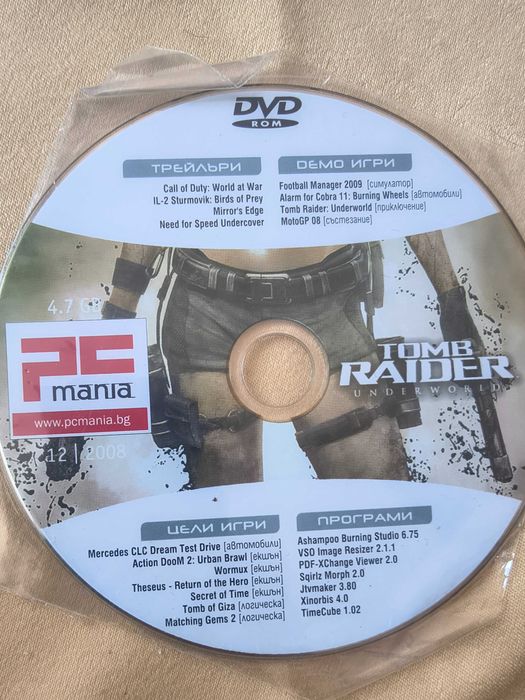 DVD
ROM
ТРЕЙЛЪРИ
Call of Duty: World at War
IL-2 Sturmovik: Birds of Prey
Mirror's Edge
Need for Speed Undercover
DЕМО ИГРИ
Football Manager 2009 [симулатор]
Alarm for Cobra 11: Burning Wheels [автомобили]
Tomb Raider: Underworld [приключение]
MotoGP 08 [състезание]
4.7 GB
PC
mania
www.pcmania.bg
12 | 2008
TOMB
RAIDER
UNDERWORLD
ЦЕЛИ ИГРИ
Mercedes CLC Dream Test Drive [автомобили]
Action DooM 2: Urban Brawl [екшън]
Wormux [екшън]
Theseus - Return of the Hero [екшън]
Secret of Time [екшън]
Tomb of Giza [логическа]
Matching Gems 2 [логическа]
ПРОГРАМИ
Ashampoo Burning Studio 6.75
VSO Image Resizer 2.1.1
PDF-XChange Viewer 2.0
Sqirlz Morph 2.0
Jtvmaker 3.80
Xinorbis 4.0
TimeCube 1.02